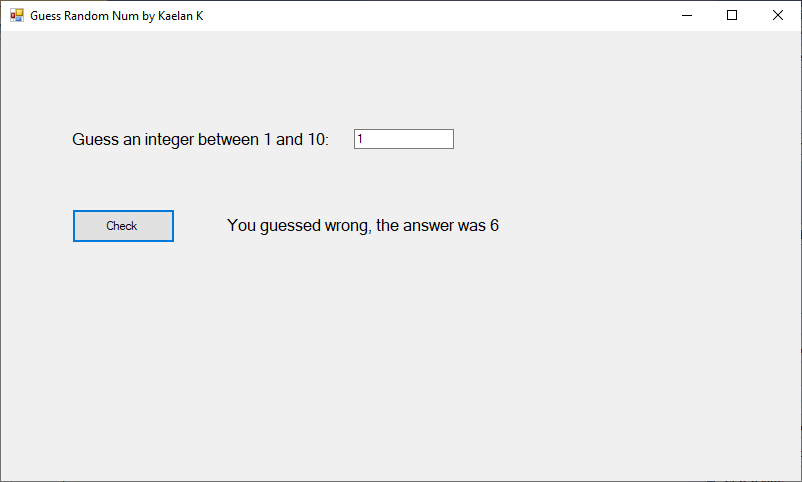 Guess Random Num by Kaelan K
Guess an integer between 1 and 10: 1
Check You guessed wrong, the answer was 6